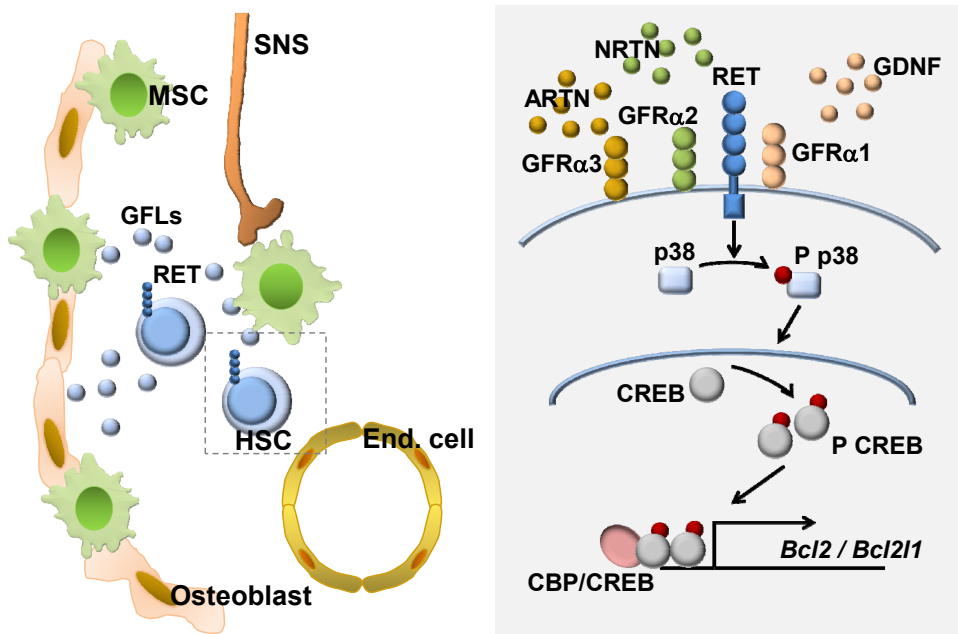 SNS
MSC
GFLs
RET
HSC
End. cell
Osteoblast
NRTN
RET
GDNF
ARTN
GFRα2
GFRα3
GFRα1
p38
P p38
CREB
P CREB
Bcl2 / Bcl2l1
CBP/CREB